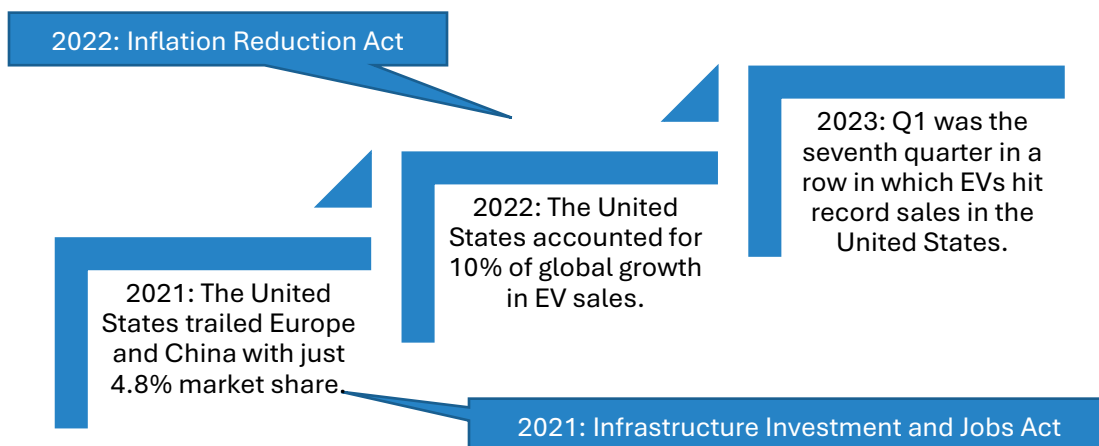 2022: Inflation Reduction Act
2023: Q1 was the
seventh quarter in a
row in which EVs hit
record sales in the
United States.
2022: The United
States accounted for
10% of global growth
in EV sales.
2021: The United
States trailed Europe
and China with just
4.8% market share.
2021: Infrastructure Investment and Jobs Act